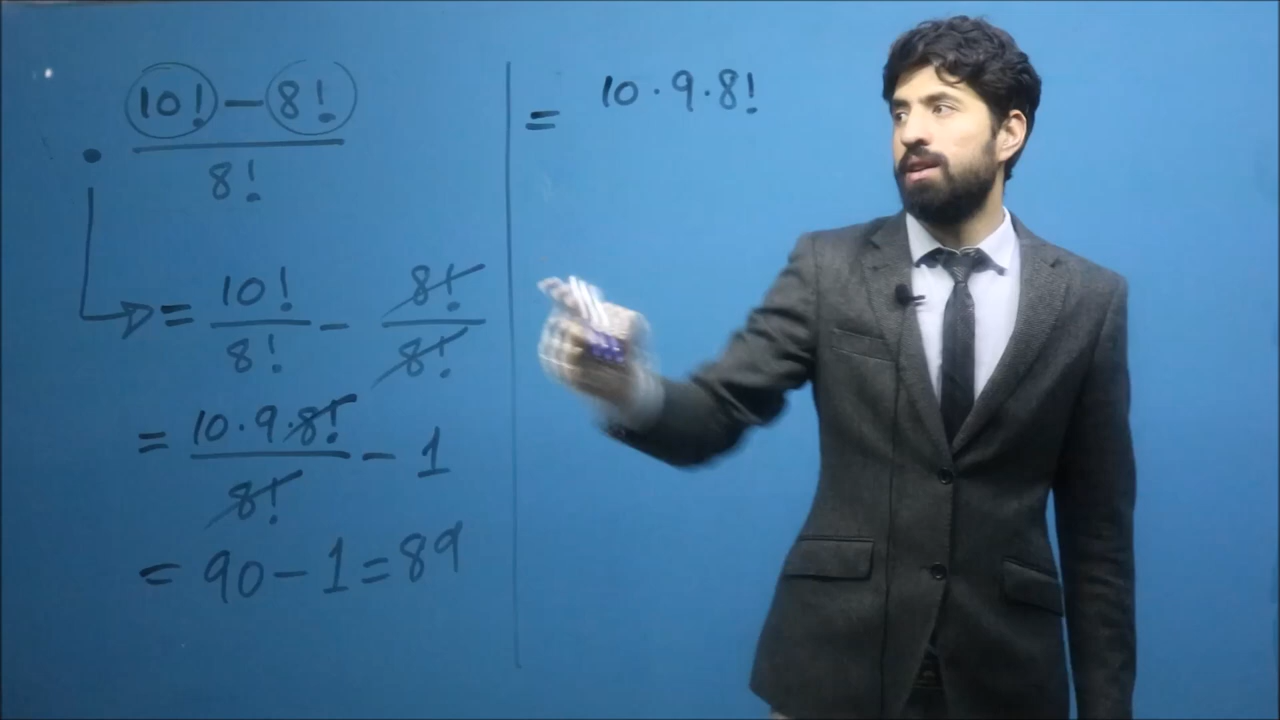 10! - 8!
8!
= 10! / 8! - 8! / 8!
= 10 · 9 · 8! / 8! - 1
= 90 - 1 = 89
= 10 · 9 · 8!